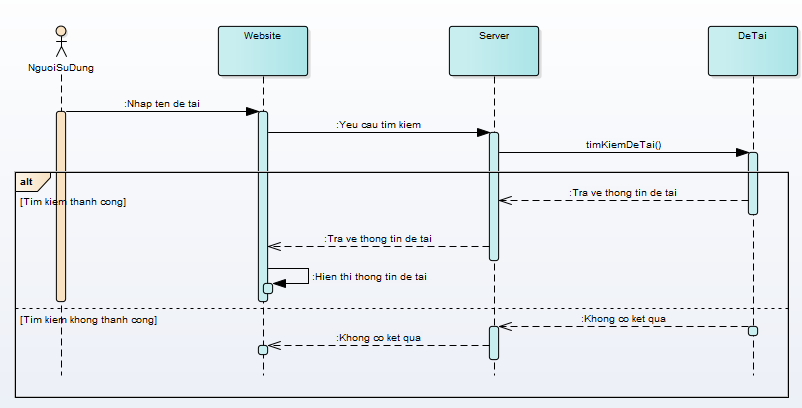 Website
Server
DeTai
NguoiSuDung
:Nhap ten de tai
:Yeu cau tim kiem
timKiemDeTai()
alt
[Tim kiem thanh cong]
:Tra ve thong tin de tai
:Tra ve thong tin de tai
:Hien thi thong tin de tai
[Tim kiem khong thanh cong]
:Khong co ket qua
:Khong co ket qua